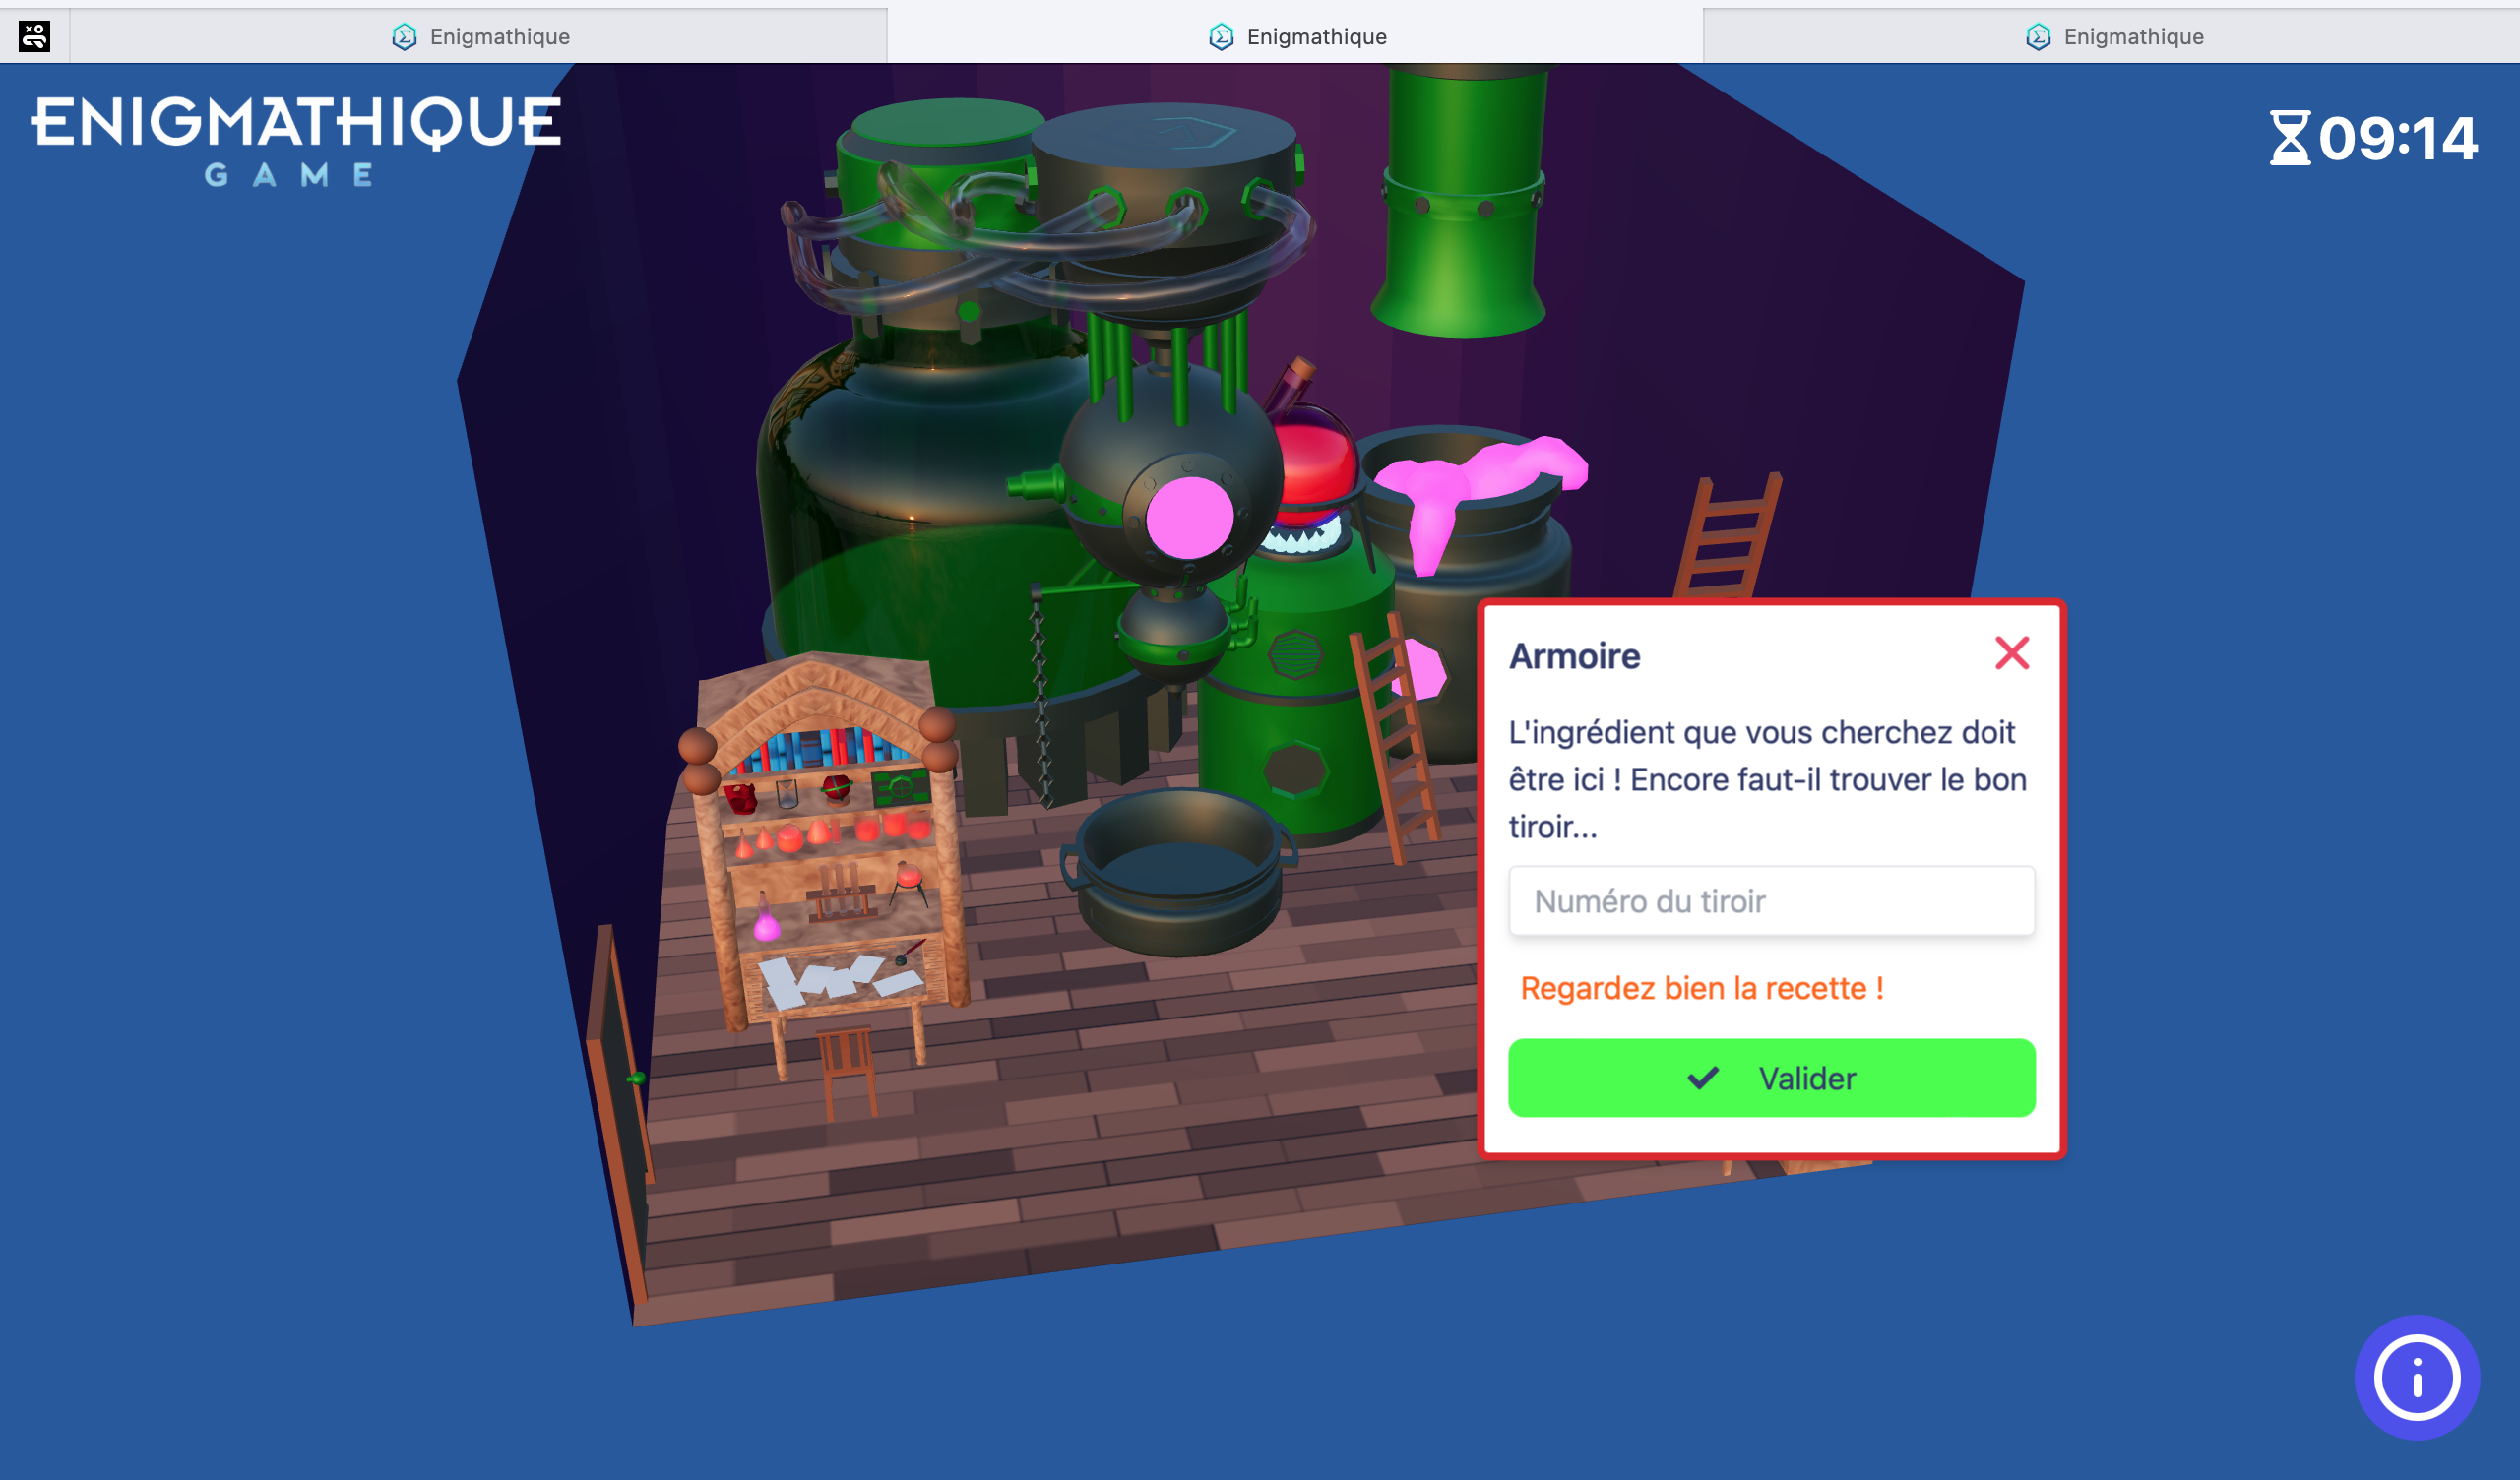 Enigmathique
Enigmathique
Enigmathique
ENIGMATHIQUE
GAME
09:14
Armoire
L'ingrédient que vous cherchez doit
être ici ! Encore faut-il trouver le bon
tiroir...
Numéro du tiroir
Regardez bien la recette !
Valider